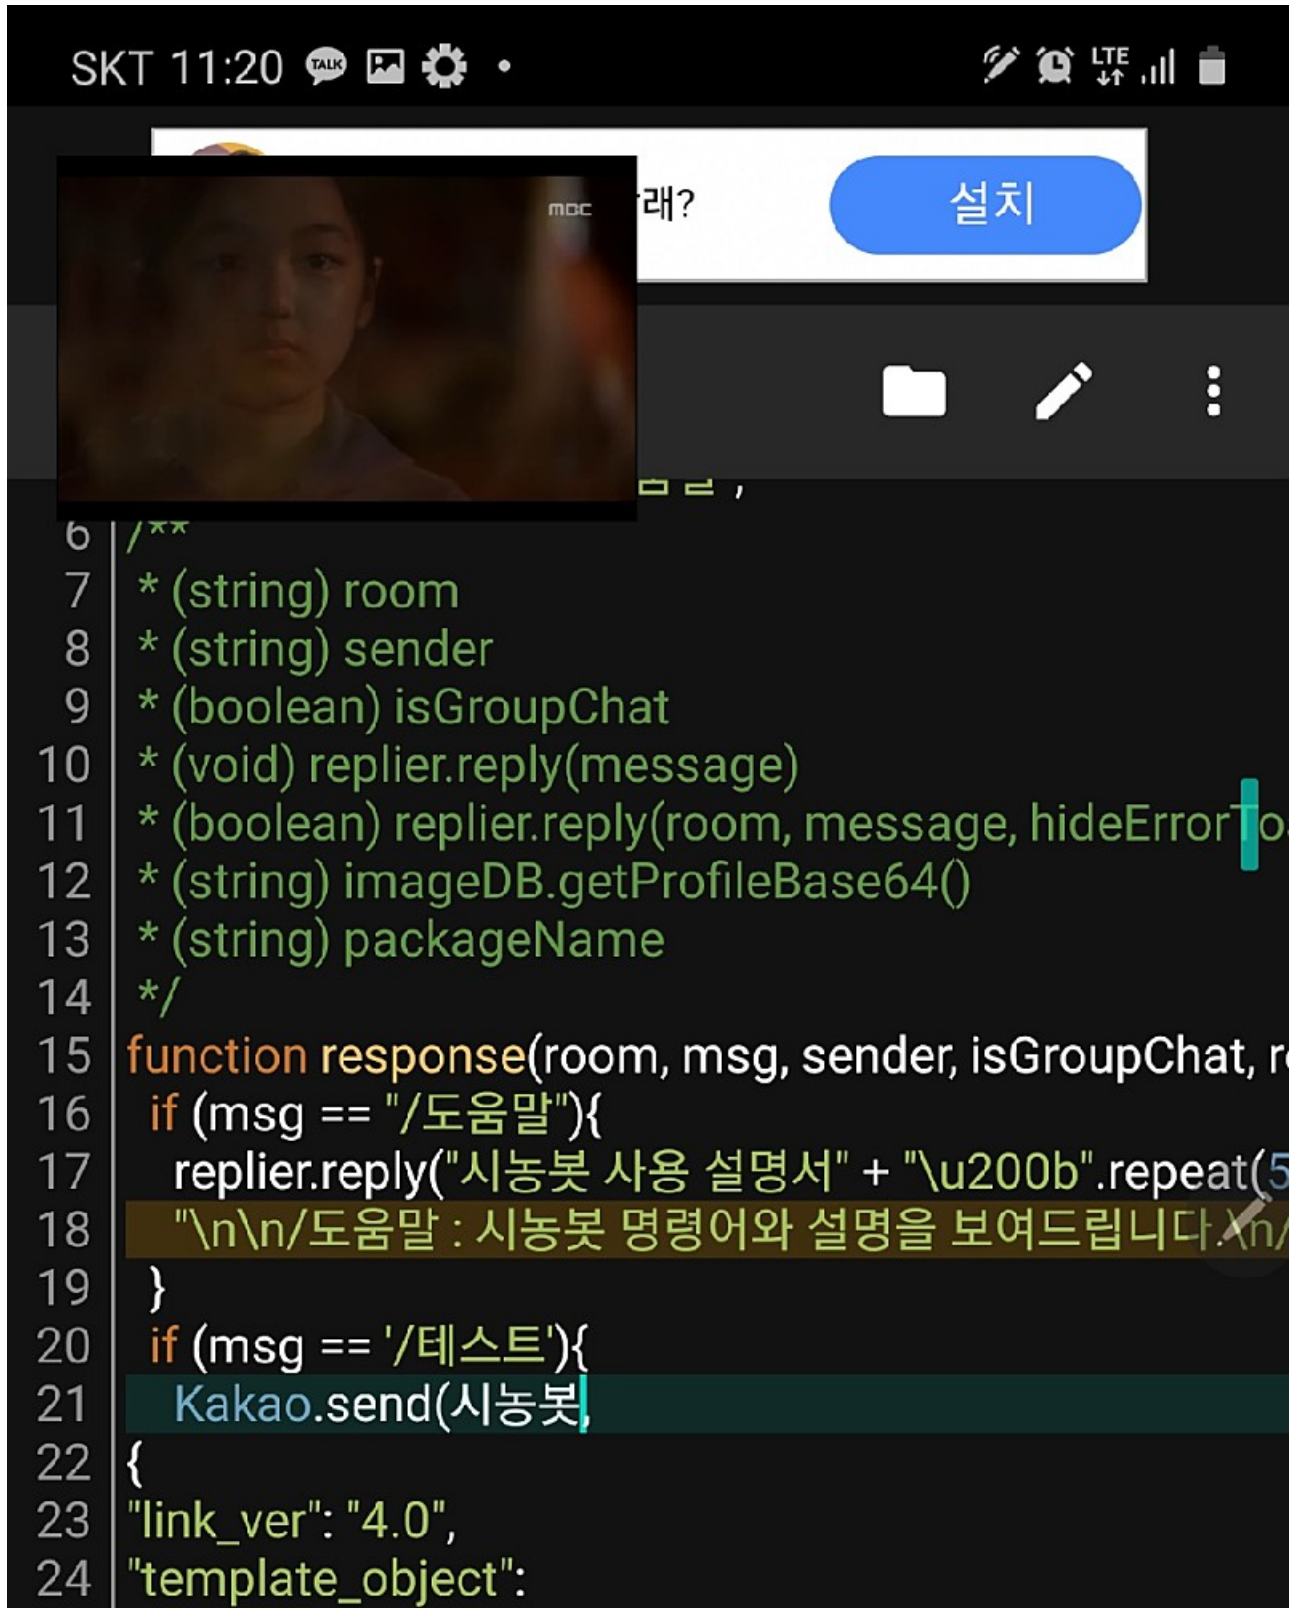 SKT 11:20 TALK LTE
래?
설치
mbc
6 /**
7 * (string) room
8 * (string) sender
9 * (boolean) isGroupChat
10 * (void) replier.reply(message)
11 * (boolean) replier.reply(room, message, hideErrorTo
12 * (string) imageDB.getProfileBase64()
13 * (string) packageName
14 */
15 function response(room, msg, sender, isGroupChat, re
16 if (msg == "/도움말"){
17 replier.reply("시농봇 사용 설명서" + "\u200b".repeat(5
18 "\n\n/도움말 : 시농봇 명령어와 설명을 보여드립니다.\n/
19 }
20 if (msg == '/테스트'){
21 Kakao.send(시농봇,
22 {
23 "link_ver": "4.0",
24 "template_object":